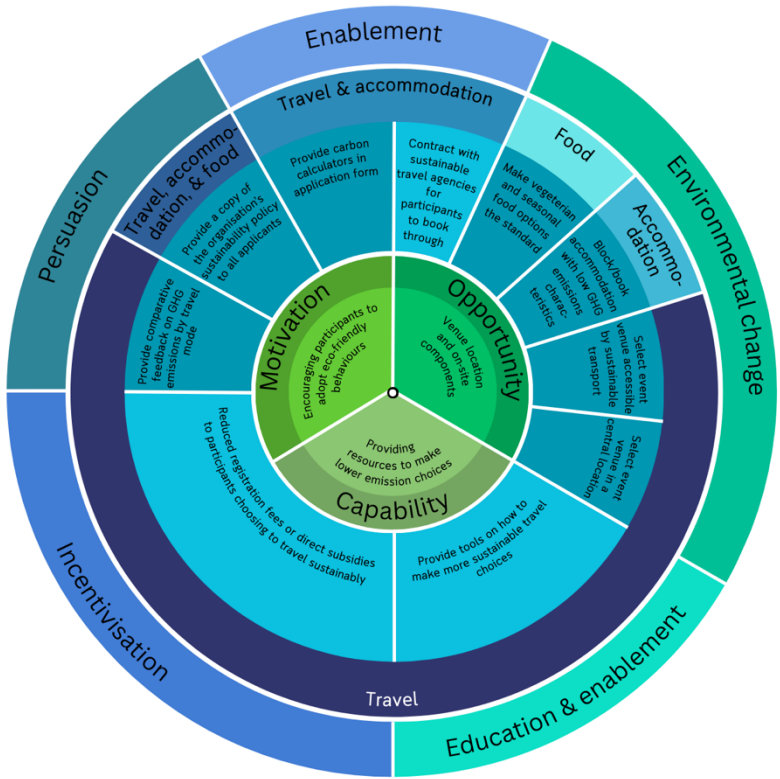 Enablement
Environmental change
Education & enablement
Incentivisation
Persuasion
Travel & accommodation
Food
Accommo-
dation
Travel
Travel, accommo-
dation, & food
Provide carbon
calculators in
application form
Contract with
sustainable
travel agencies
for
participants
to book
through
Make vegeterian
and seasonal
food options
the standard
Block/book
accommodation
with low GHG
emissions
charac-
teristics
Select event
venue accessible
by sustainable
transport
Select event
venue in a
central location
Provide tools on how to
make more sustainable travel
choices
Reduced registration fees or direct subsidies
to participants choosing to travel sustainably
Provide comparative
feedback on GHG
emissions by travel
mode
Provide a copy of
the organisation's
sustainability policy
to all applicants
Motivation
Encouraging participants to
adopt eco-friendly
behaviours
Opportunity
Venue location
and on-site
components
Providing
resources to make
lower emission choices
Capability